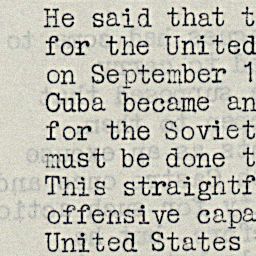 He said that t
for the United
on September 1
Cuba became an
for the Soviet
must be done t
This straightf
offensive capa
United States